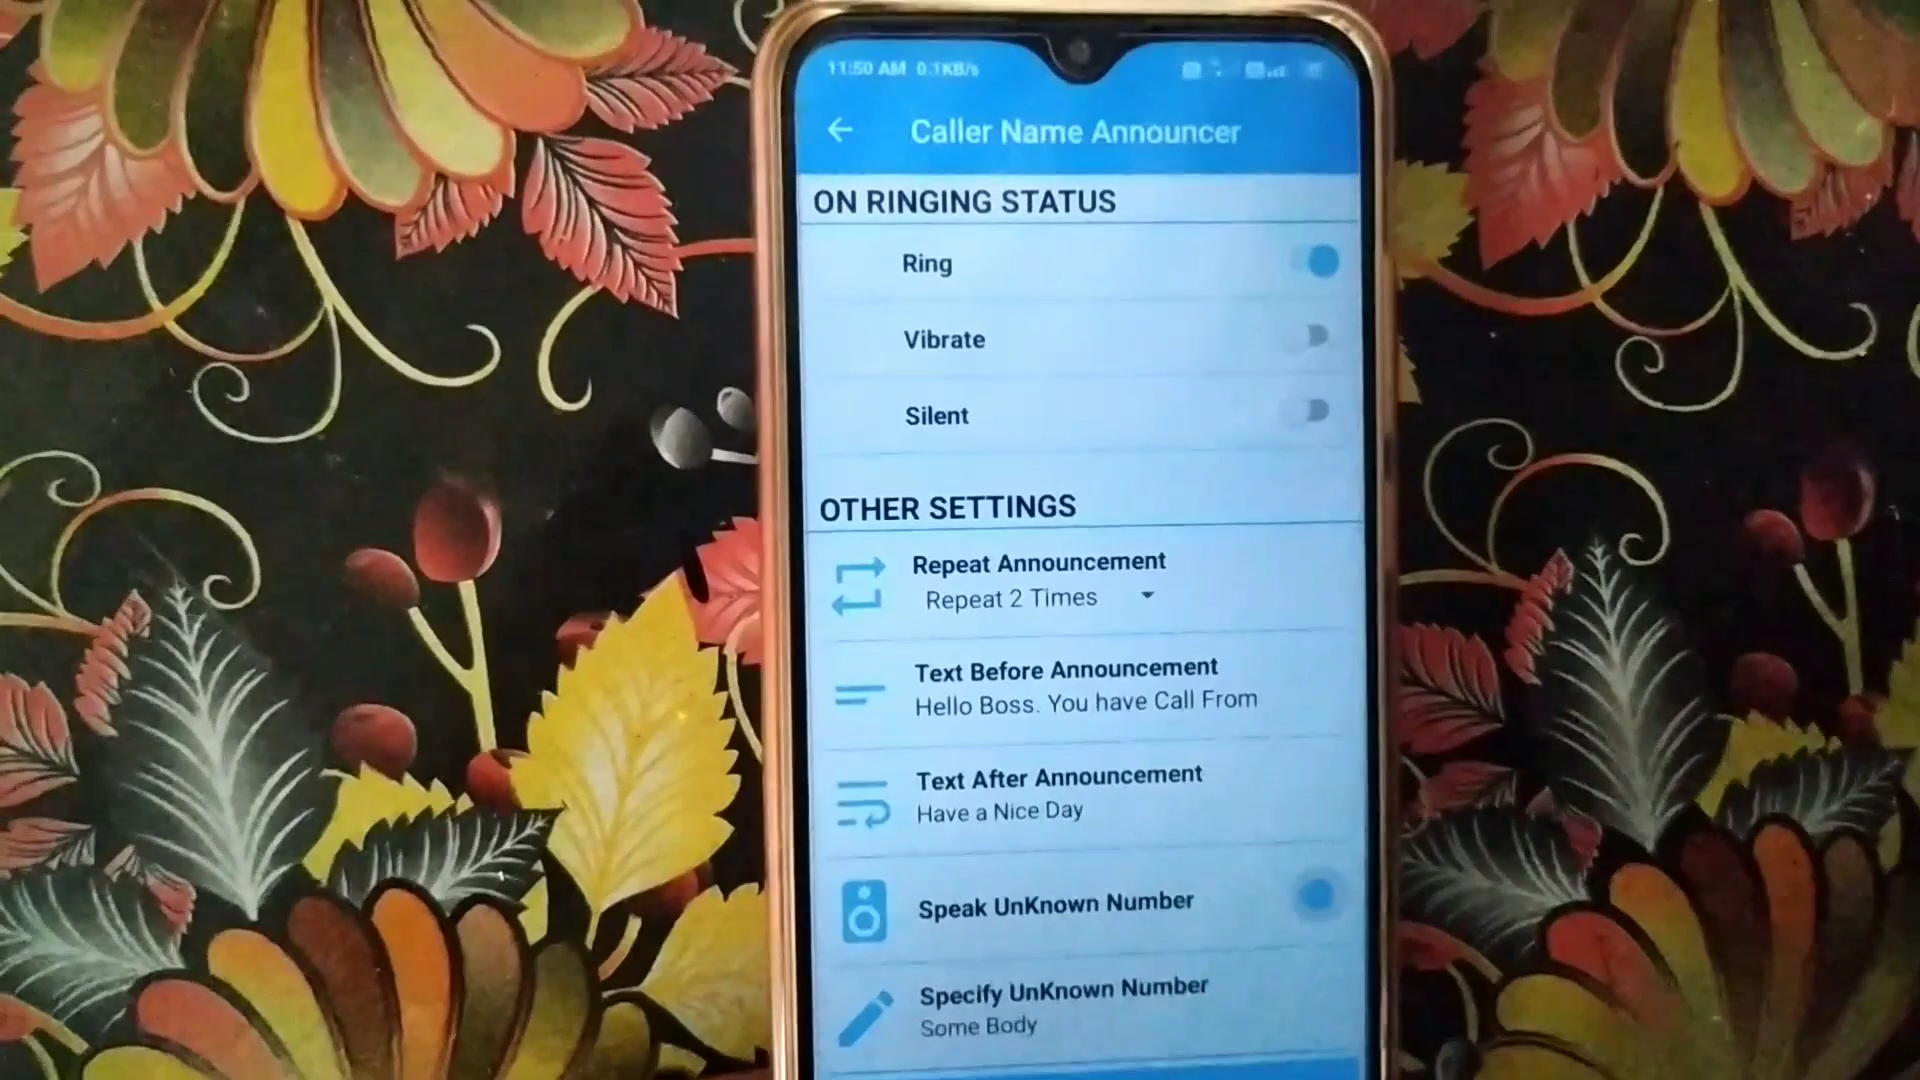 11:50 AM 0.1KB/s
Caller Name Announcer
ON RINGING STATUS
Ring
Vibrate
Silent
OTHER SETTINGS
Repeat Announcement
Repeat 2 Times
Text Before Announcement
Hello Boss. You have Call From
Text After Announcement
Have a Nice Day
Speak UnKnown Number
Specify UnKnown Number
Some Body